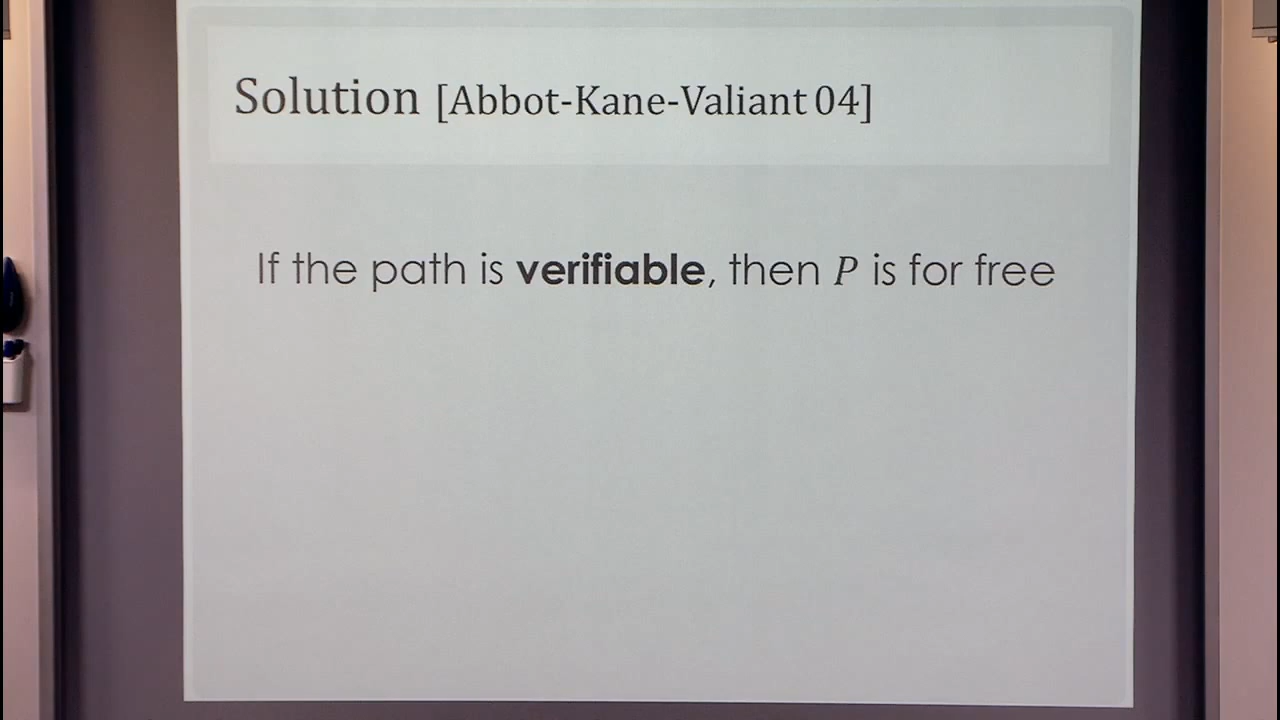 Solution [Abbot-Kane-Valiant 04]
If the path is verifiable, then P is for free